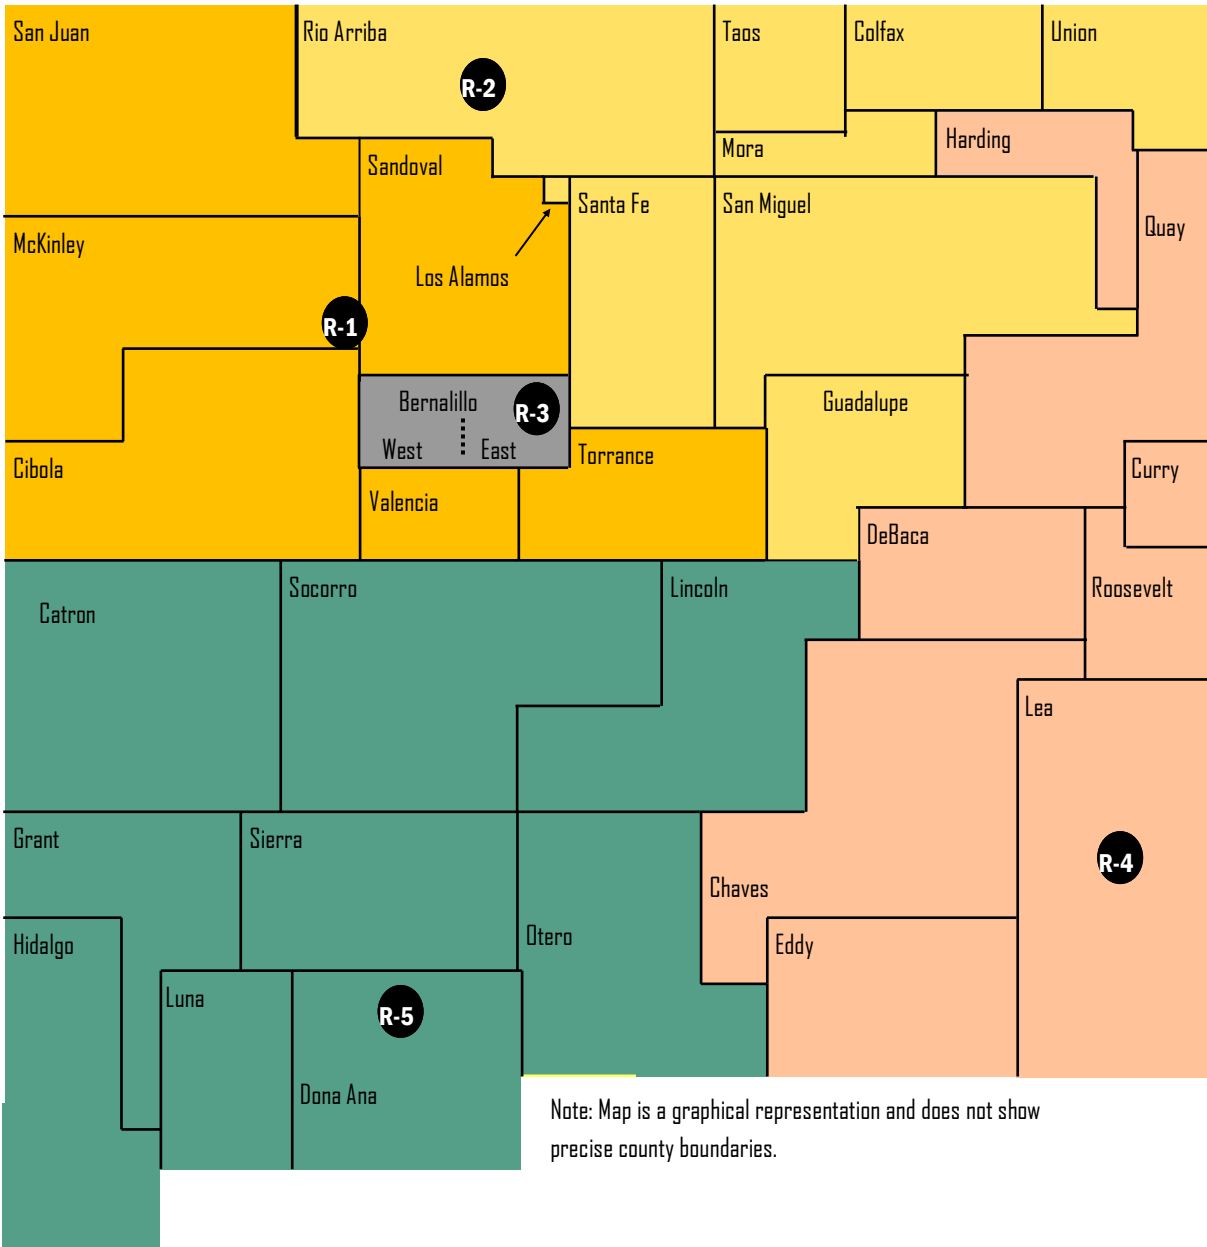 San Juan
Rio Arriba
Taos
Colfax
Union
R-2
Mora
Harding
Sandoval
Santa Fe
San Miguel
Quay
McKinley
Los Alamos
R-1
Bernalillo
R-3
Guadalupe
West
East
Torrance
Cibola
Curry
Valencia
DeBaca
Socorro
Lincoln
Roosevelt
Catron
Lea
Grant
Sierra
R-4
Chaves
Otero
Hidalgo
Eddy
Luna
R-5
Dona Ana
Note: Map is a graphical representation and does not show
precise county boundaries.